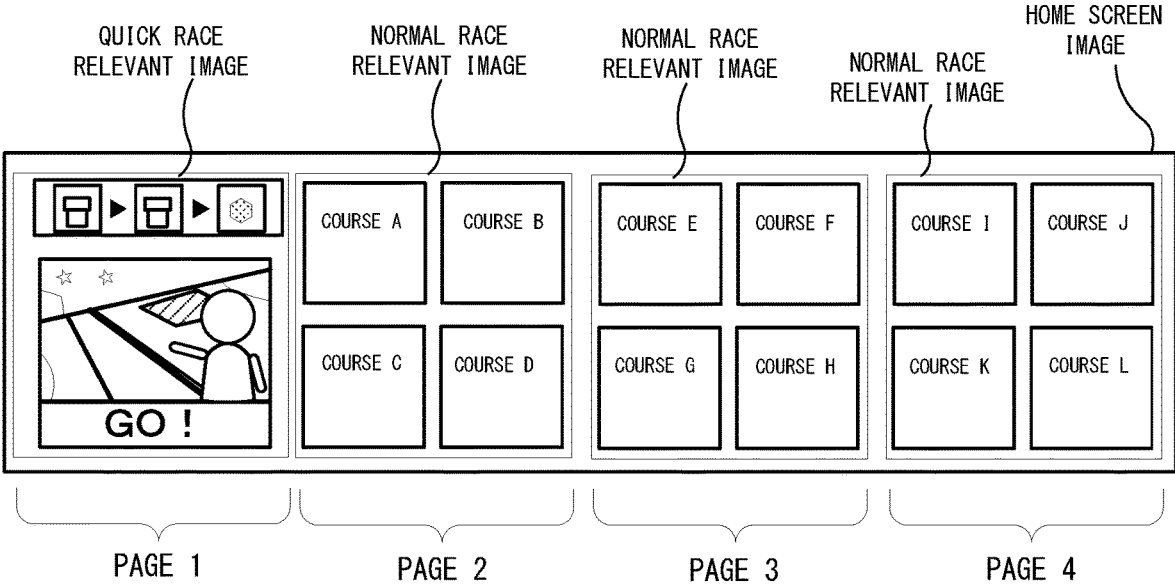 HOME SCREEN
IMAGE
QUICK RACE
RELEVANT IMAGE
NORMAL RACE
RELEVANT IMAGE
NORMAL RACE
RELEVANT IMAGE
NORMAL RACE
RELEVANT IMAGE
GO !
COURSE A
COURSE B
COURSE C
COURSE D
COURSE E
COURSE F
COURSE G
COURSE H
COURSE I
COURSE J
COURSE K
COURSE L
PAGE 1
PAGE 2
PAGE 3
PAGE 4